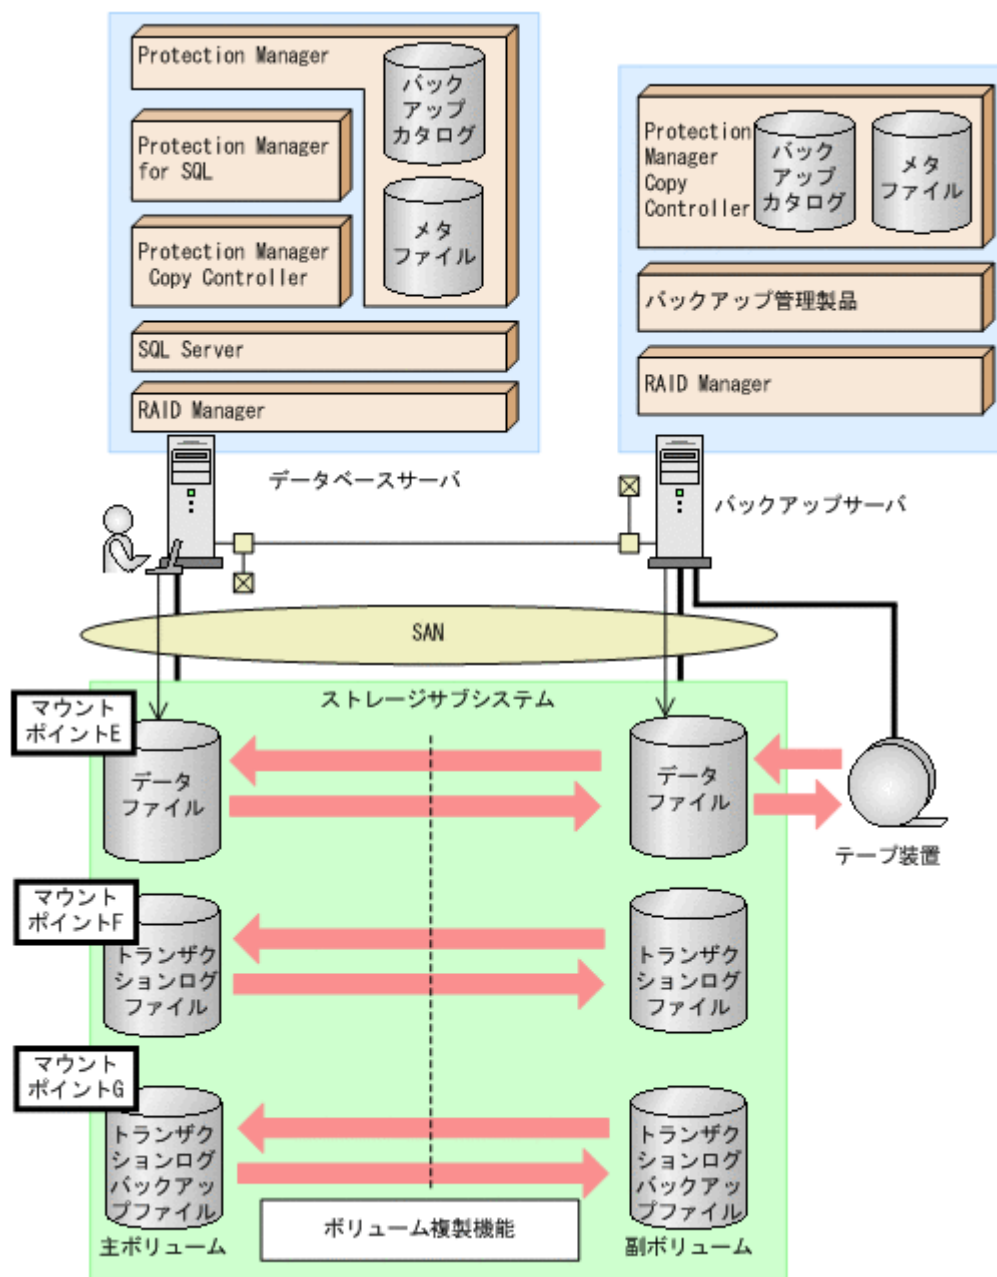 Protection Manager
バック
アップ
カタログ
Protection Manager
for SQL
メタ
ファイル
Protection Manager
Copy Controller
SQL Server
RAID Manager
Protection
Manager
Copy
Controller
バック
アップ
カタログ
メタ
ファイル
バックアップ管理製品
RAID Manager
データベースサーバ
バックアップサーバ
SAN
ストレージサブシステム
マウント
ポイントE
データ
ファイル
データ
ファイル
テープ装置
マウント
ポイントF
トランザク
ションログ
ファイル
トランザク
ションログ
ファイル
マウント
ポイントG
トランザク
ションログ
バックアッ
プファイル
トランザク
ションログ
バックアッ
プファイル
主ボリューム
ボリューム複製機能
副ボリューム